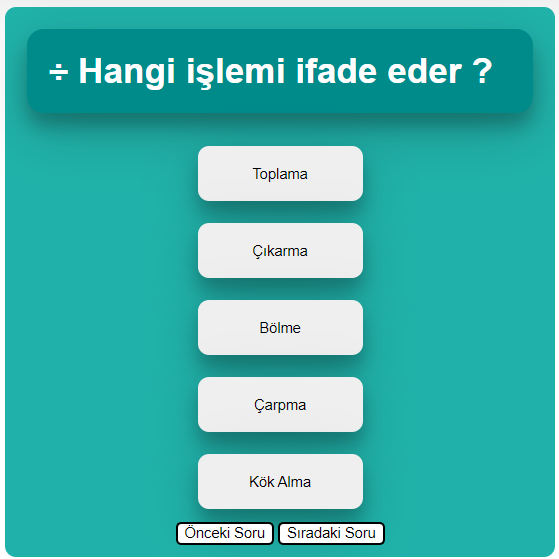 ÷ Hangi işlemi ifade eder ?
Toplama
Çıkarma
Bölme
Çarpma
Kök Alma
Önceki Soru Sıradaki Soru